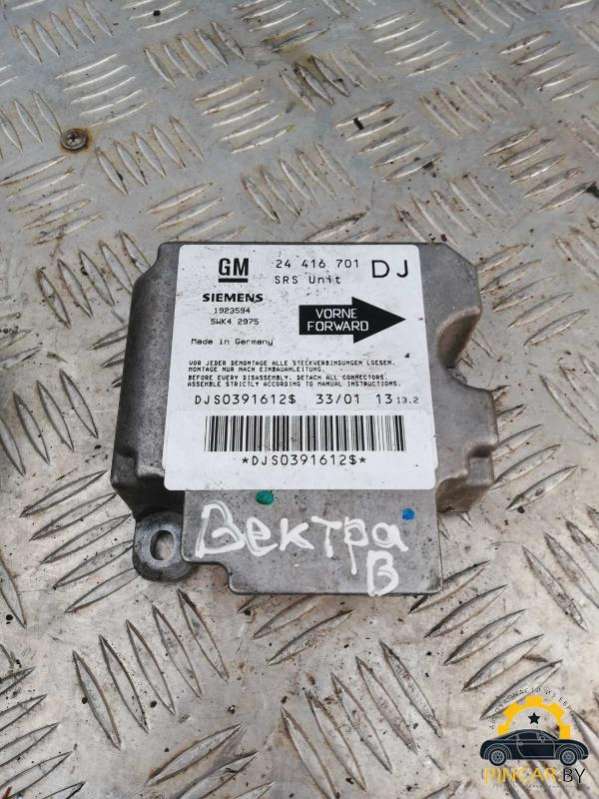 GM 24 416 701 DJ
SRS Unit
SIEMENS
1923594
5WK4 2975
VORNE
FORWARD
Made in Germany
VOR JEDER DEMONTAGE ALLE STECKVERBINDUNGEN LOESEN.
MONTAGE NUR NACH EINBAUANLEITUNG.
BEFORE EVERY DISASSEMBLY. DETACH ALL CONNECTORS.
ASSEMBLE STRICTLY ACCORDING TO MANUAL INSTRUCTIONS.
DJS0391612$ 33/01 13 13.2
*DJS0391612$*
Вектра
В
PINCAR.BY